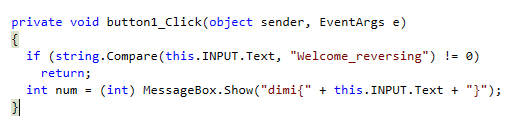 private void button1_Click(object sender, EventArgs e)
{
  if (string.Compare(this.INPUT.Text, "Welcome_reversing") != 0)
    return;
  int num = (int) MessageBox.Show("dimi{" + this.INPUT.Text + "}");
}